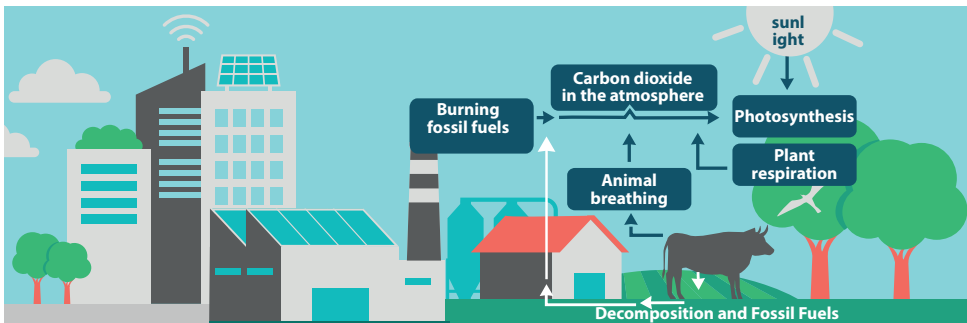 sunl
ight
Carbon dioxide
in the atmosphere
Burning
fossil fuels
Photosynthesis
Plant
respiration
Animal
breathing
Decomposition and Fossil Fuels